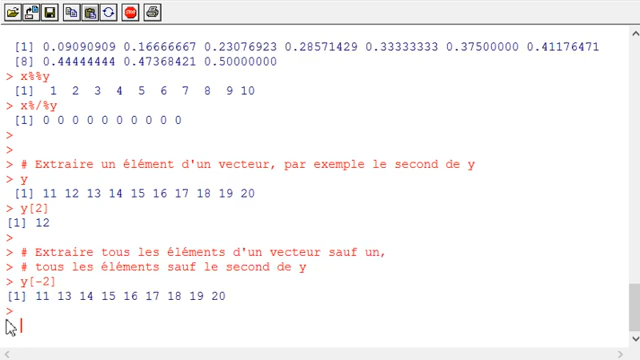 [1] 0.09090909 0.16666667 0.23076923 0.28571429 0.33333333 0.37500000 0.41176471
[8] 0.44444444 0.47368421 0.50000000
> x%%y
[1] 1 2 3 4 5 6 7 8 9 10
> x%/%y
[1] 0 0 0 0 0 0 0 0 0 0
>
>
> # Extraire un élément d'un vecteur, par exemple le second de y
> y
[1] 11 12 13 14 15 16 17 18 19 20
> y[2]
[1] 12
>
> # Extraire tous les éléments d'un vecteur sauf un,
> # tous les éléments sauf le second de y
> y[-2]
[1] 11 13 14 15 16 17 18 19 20
>